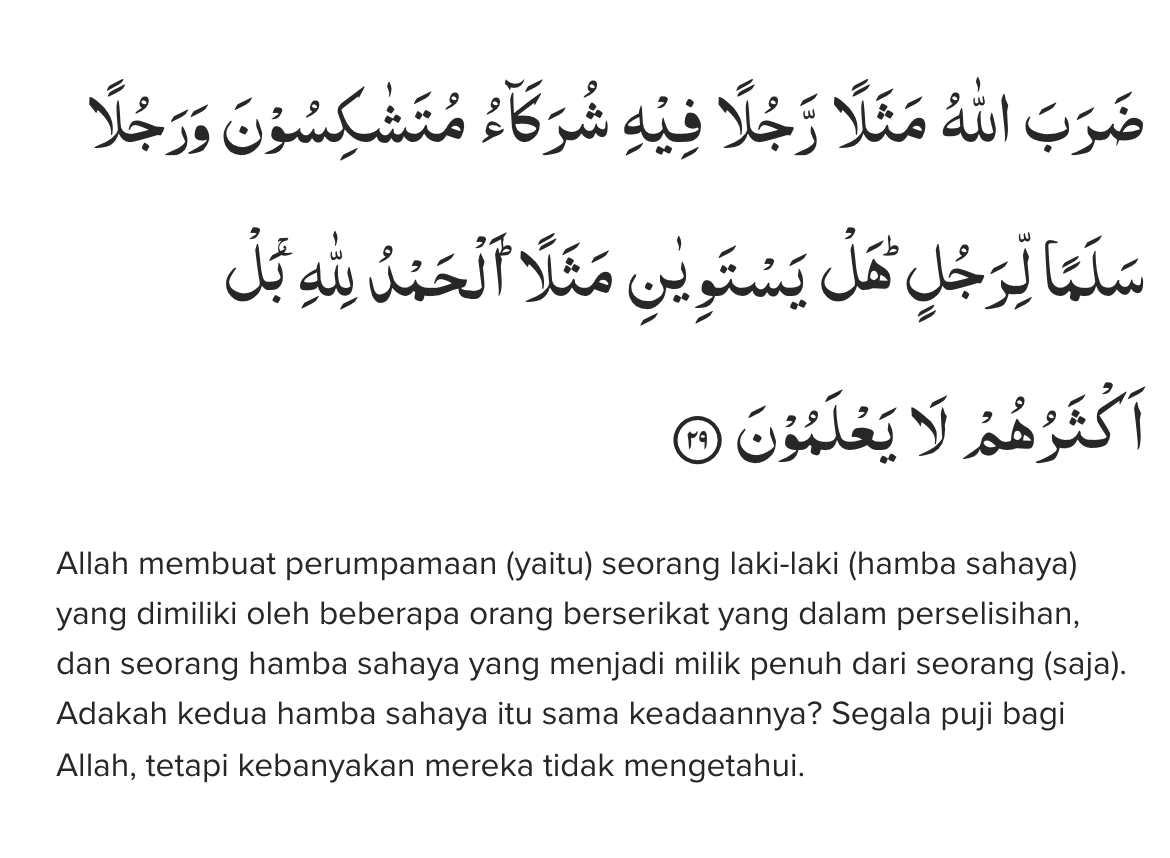 ضَرَبَ اللّٰهُ مَثَلًا رَّجُلًا فِيْهِ شُرَكَاۤءُ مُتَشٰكِسُوْنَ وَرَجُلًا
سَلَمًا لِّرَجُلٍ ۗهَلْ يَسْتَوِيٰنِ مَثَلًا ۗاَلْحَمْدُ لِلّٰهِ ۗبَلْ
اَكْثَرُهُمْ لَا يَعْلَمُوْنَ ٢٩
Allah membuat perumpamaan (yaitu) seorang laki-laki (hamba sahaya)
yang dimiliki oleh beberapa orang berserikat yang dalam perselisihan,
dan seorang hamba sahaya yang menjadi milik penuh dari seorang (saja).
Adakah kedua hamba sahaya itu sama keadaannya? Segala puji bagi
Allah, tetapi kebanyakan mereka tidak mengetahui.